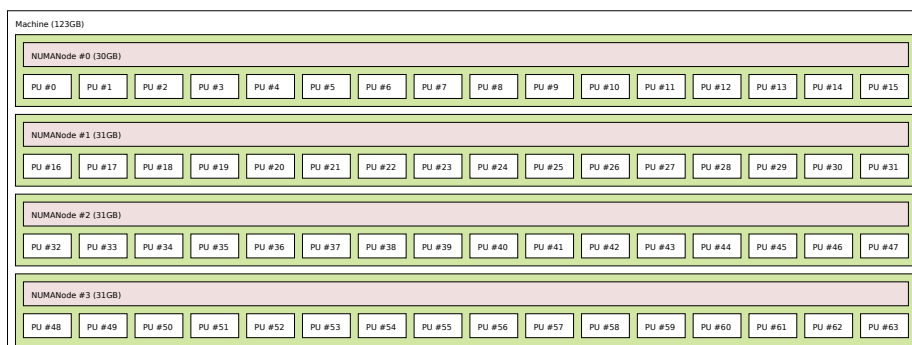 Machine (123GB)
NUMANode #0 (30GB)
PU #0 PU #1 PU #2 PU #3 PU #4 PU #5 PU #6 PU #7 PU #8 PU #9 PU #10 PU #11 PU #12 PU #13 PU #14 PU #15
NUMANode #1 (31GB)
PU #16 PU #17 PU #18 PU #19 PU #20 PU #21 PU #22 PU #23 PU #24 PU #25 PU #26 PU #27 PU #28 PU #29 PU #30 PU #31
NUMANode #2 (31GB)
PU #32 PU #33 PU #34 PU #35 PU #36 PU #37 PU #38 PU #39 PU #40 PU #41 PU #42 PU #43 PU #44 PU #45 PU #46 PU #47
NUMANode #3 (31GB)
PU #48 PU #49 PU #50 PU #51 PU #52 PU #53 PU #54 PU #55 PU #56 PU #57 PU #58 PU #59 PU #60 PU #61 PU #62 PU #63